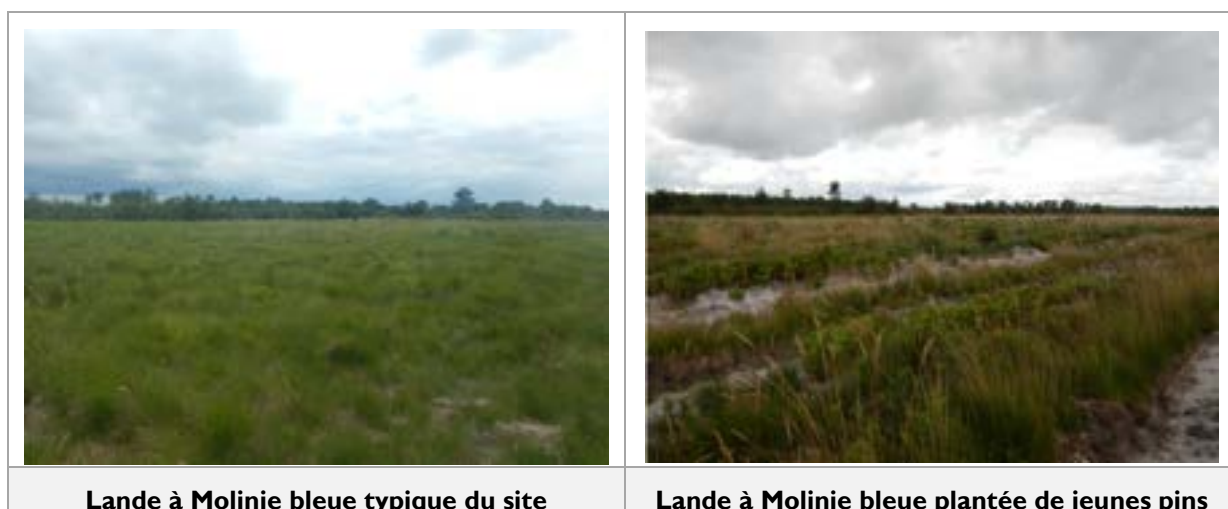 Lande à Molinie bleue typique du site
Lande à Molinie bleue plantée de jeunes pins